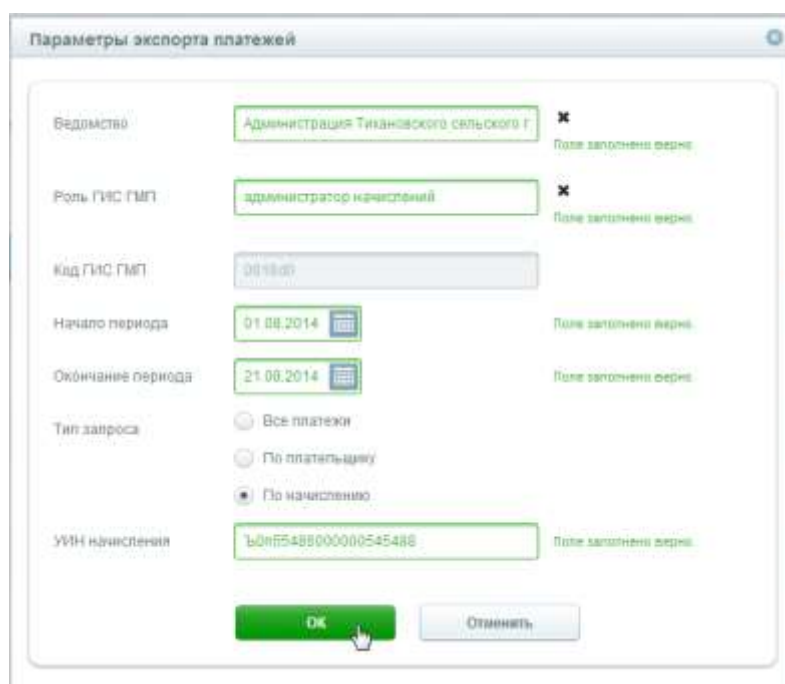 Параметры экспорта платежей
Ведомство
Администрация Тихановского сельского п
Поле заполнено верно.
Роль ГИС ГМП
администратор начислений
Поле заполнено верно.
Код ГИС ГМП
Начало периода
01.08.2014
Поле заполнено верно.
Окончание периода
21.08.2014
Поле заполнено верно.
Тип запроса
Все платежи
По плательщику
По начислению
УИН начисления
Поле заполнено верно.
ОК
Отменить